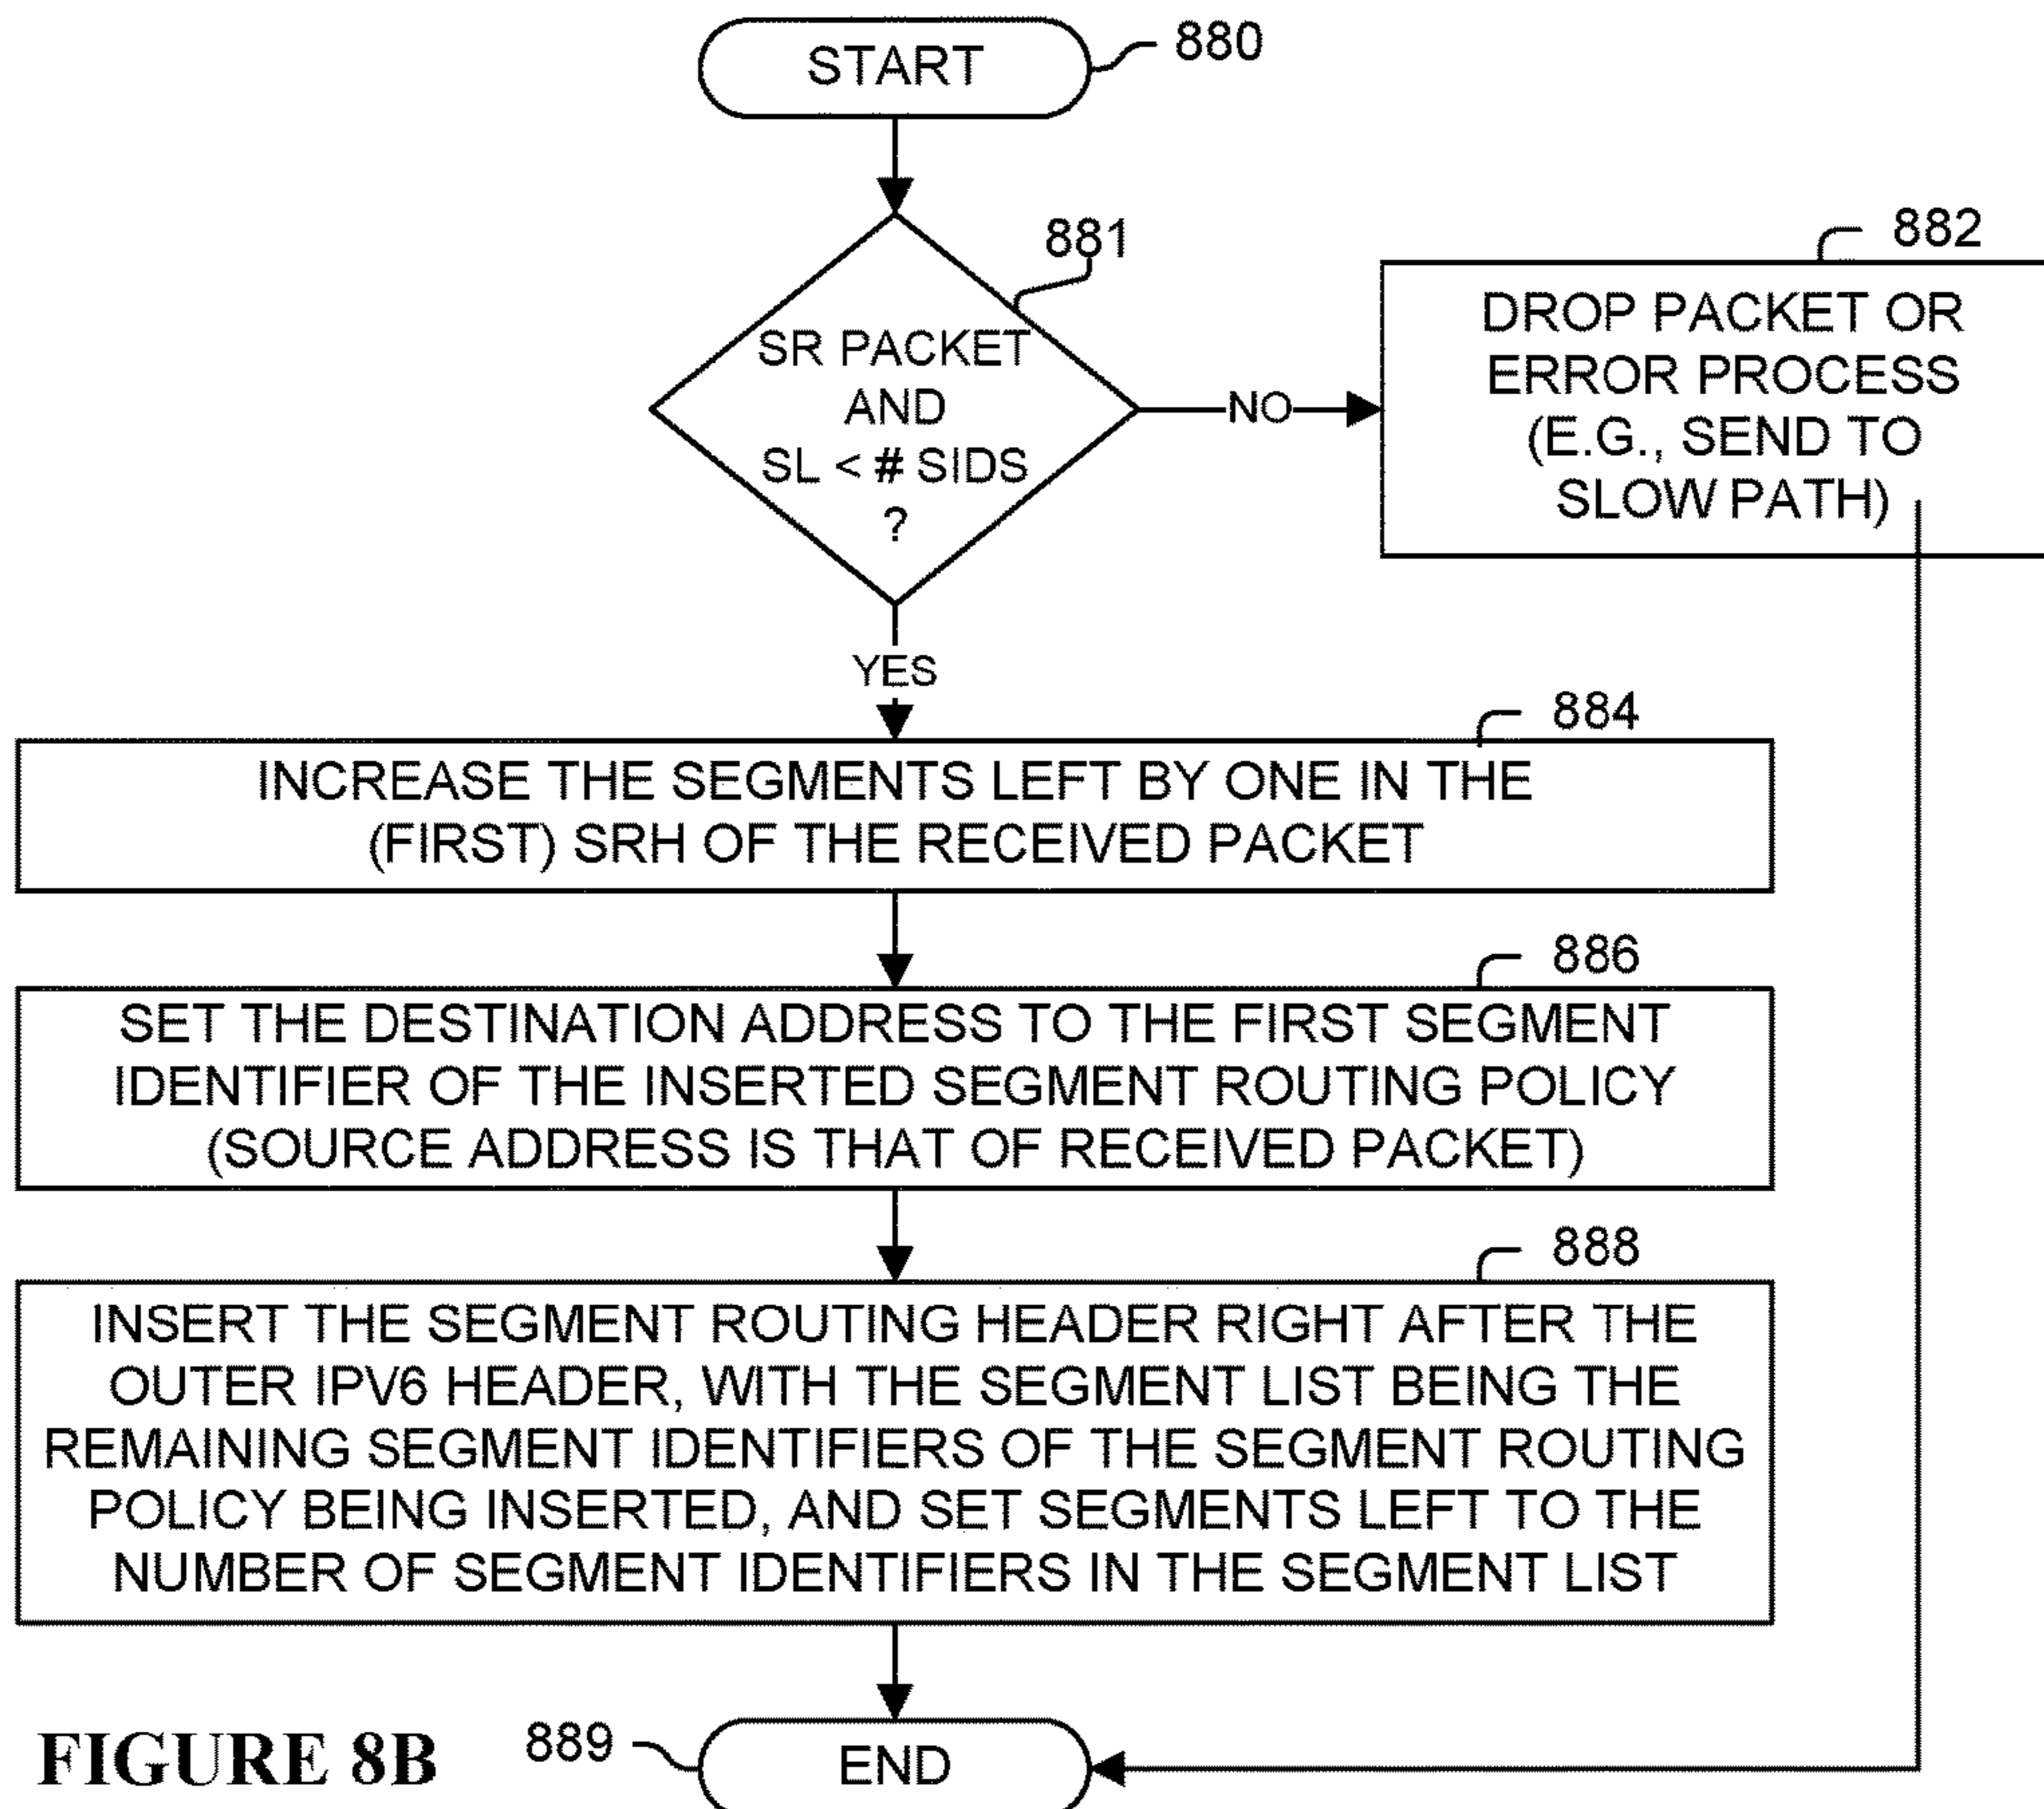 START
880
881
SR PACKET
AND
SL < # SIDS
?
NO
882
DROP PACKET OR
ERROR PROCESS
(E.G., SEND TO
SLOW PATH)
YES
884
INCREASE THE SEGMENTS LEFT BY ONE IN THE
(FIRST) SRH OF THE RECEIVED PACKET
886
SET THE DESTINATION ADDRESS TO THE FIRST SEGMENT
IDENTIFIER OF THE INSERTED SEGMENT ROUTING POLICY
(SOURCE ADDRESS IS THAT OF RECEIVED PACKET)
888
INSERT THE SEGMENT ROUTING HEADER RIGHT AFTER THE
OUTER IPV6 HEADER, WITH THE SEGMENT LIST BEING THE
REMAINING SEGMENT IDENTIFIERS OF THE SEGMENT ROUTING
POLICY BEING INSERTED, AND SET SEGMENTS LEFT TO THE
NUMBER OF SEGMENT IDENTIFIERS IN THE SEGMENT LIST
FIGURE 8B
889
END